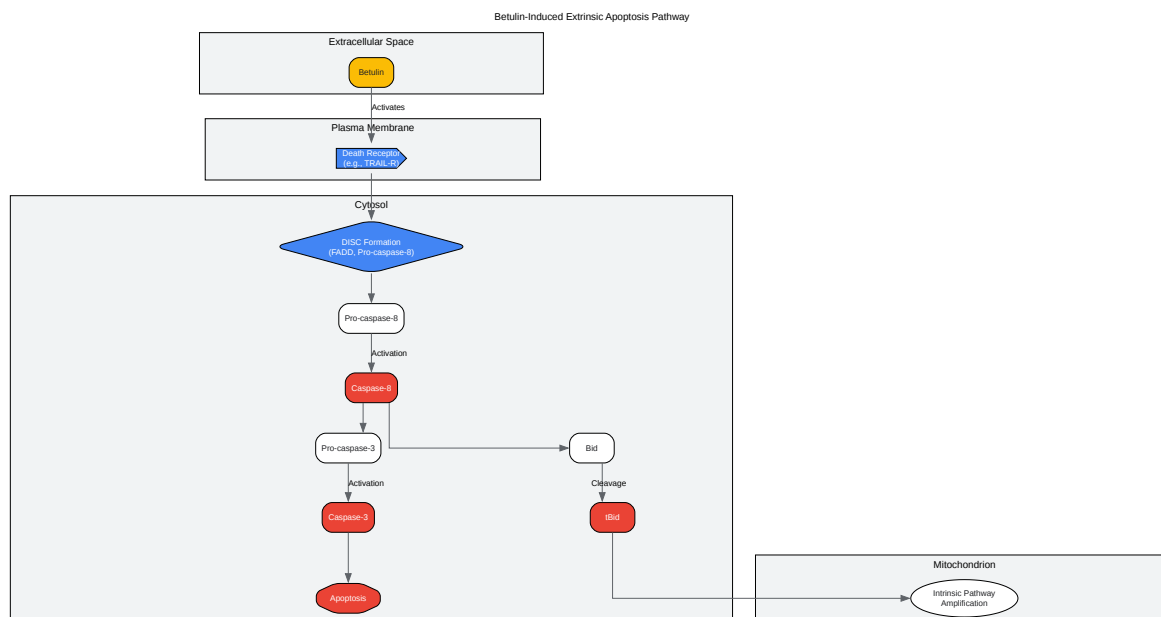 Betulin-Induced Extrinsic Apoptosis Pathway
Extracellular Space
Betulin
Activates
Plasma Membrane
Death Receptor
(e.g., TRAIL-R)
Cytosol
DISC Formation
(FADD, Pro-caspase-8)
Pro-caspase-8
Activation
Caspase-8
Pro-caspase-3
Bid
Activation
Cleavage
Caspase-3
tBid
Mitochondrion
Apoptosis
Intrinsic Pathway
Amplification